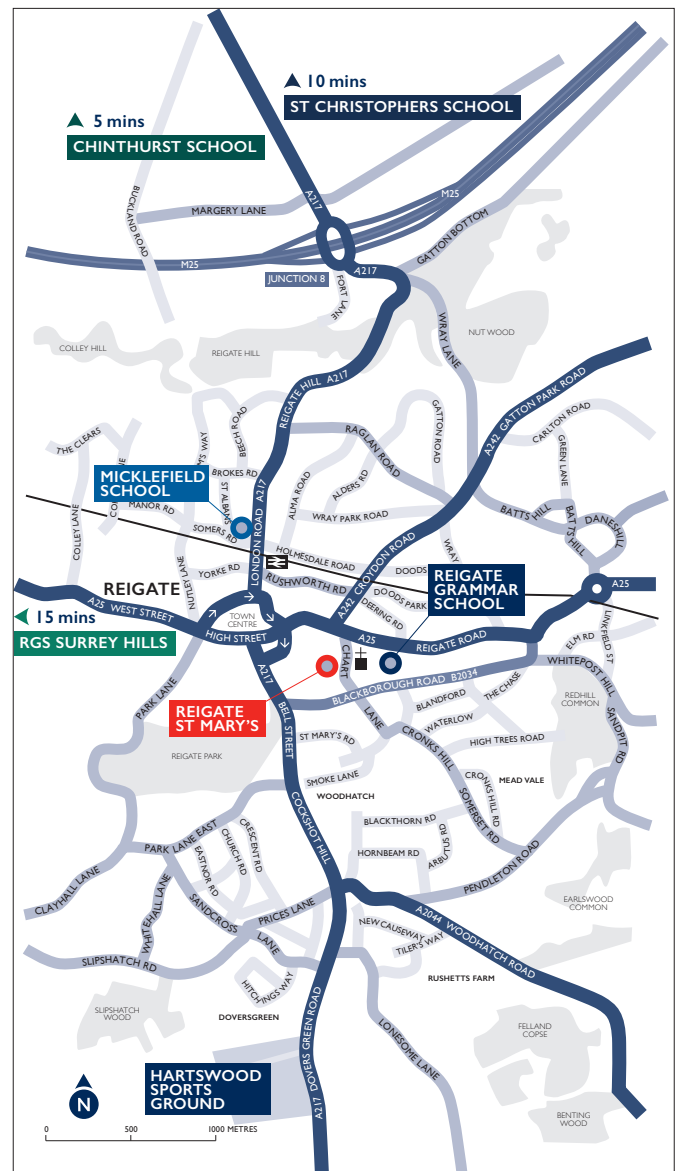 10 mins
ST CHRISTOPHERS SCHOOL
5 mins
CHINTHURST SCHOOL
A217
M25
BUCKLAND ROAD
MARGERY LANE
GATTON BOTTOM
M25
A217
JUNCTION 8
FORT LANE
WRAY LANE
NUT WOOD
COLLEY HILL
REIGATE HILL
REIGATE HILL A217
A242 GATTON PARK ROAD
THE CLEARS
BEECH ROAD
GATTON ROAD
CARLTON ROAD
RAGLAN ROAD
GREEN LANE
MICKLEFIELD
SCHOOL
BROKES RD
ST ALBANS
ALMA ROAD
ALDERS RD
MANOR RD
SOMERS RD
LONDON ROAD A217
WRAY PARK ROAD
BATTS HILL
BATTS HILL
DANESHILL
COLLEY LANE
A242 CROYDON ROAD
WRAY
HOLMESDALE ROAD
YORKE RD
RUSHWORTH RD
DOODS
DOODS PARK
DEERING RD
REIGATE
GRAMMAR
SCHOOL
A25
REIGATE
NUTLEY LANE
A25 WEST STREET
TOWN
CENTRE
HIGH STREET
15 mins
RGS SURREY HILLS
A25
REIGATE ROAD
LINKFIELD ST
ELM RD
WHITEPOST HILL
CHART
LANE
A217
BELL STREET
BLACKBOROUGH ROAD B2034
PARK LANE
REIGATE
ST MARY'S
BLANDFORD
THE CHASE
REDHILL
COMMON
WATERLOW
SANDPIT RD
ST MARY'S RD
CRONKS HILL
HIGH TREES ROAD
REIGATE PARK
SMOKE LANE
WOODHATCH
CRONKS HILL RD
MEAD VALE
COCKSHOT HILL
SOMERSET RD
BLACKTHORN RD
PARK LANE EAST
CRESCENT RD
CHURCH RD
EASTNOR RD
HORNBEAM RD
ARBUTUS RD
PENDLETON ROAD
CLAYHALL LANE
WHITEHALL LANE
SANDCROSS
LANE
PRICES LANE
A2044 WOODHATCH ROAD
EARLSWOOD
COMMON
NEW CAUSEWAY
TILER'S WAY
SLIPSHATCH RD
HITCHINGS WAY
RUSHETTS FARM
SLIPSHATCH
WOOD
DOVERSGREEN
LONESOME LANE
FELLAND
COPSE
A217 DOVERS GREEN ROAD
HARTSWOOD
SPORTS
GROUND
BENTING
WOOD
N
0 500 1000 METRES